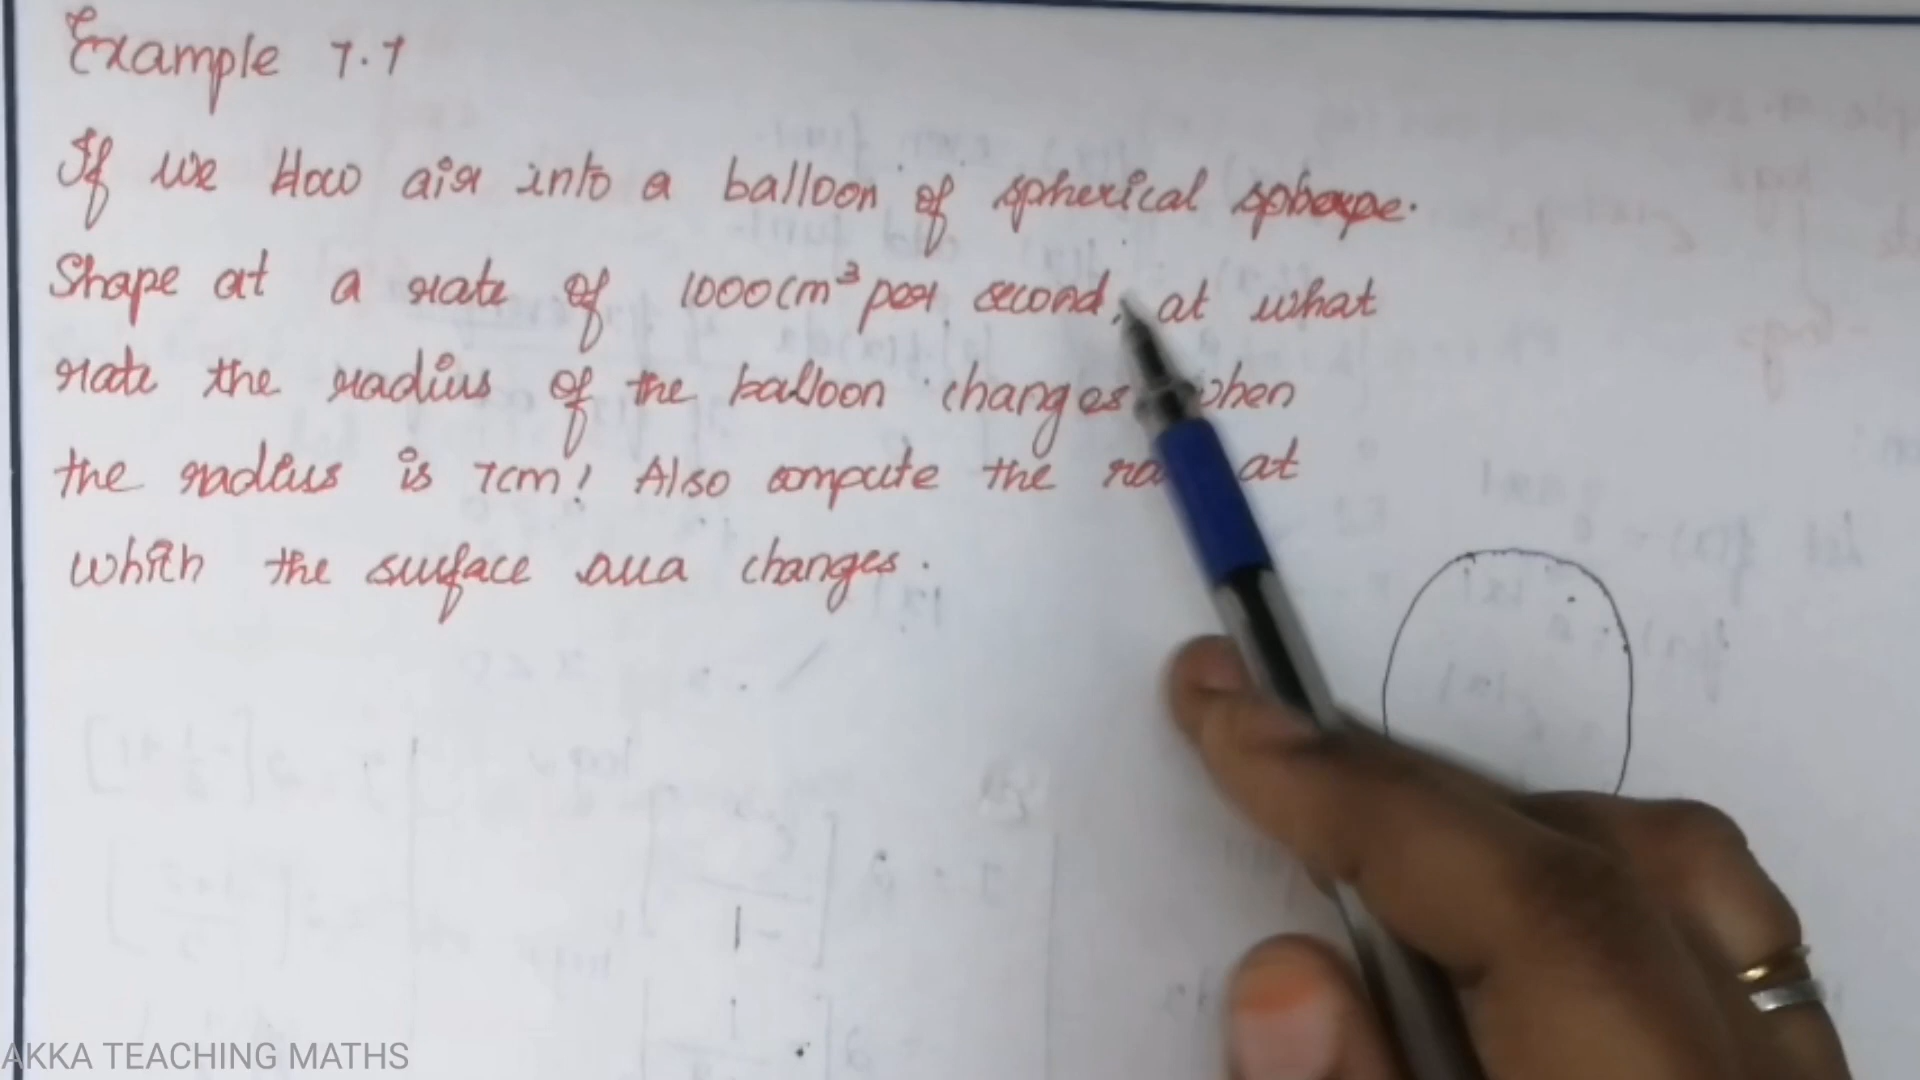 Example 7.7
If we blow air into a balloon of spherical
Shape at a rate of 1000cm³ per second, at what
rate the radius of the balloon changes when
the radius is 7cm? Also compute the at
which the surface area changes.
AKKA TEACHING MATHS